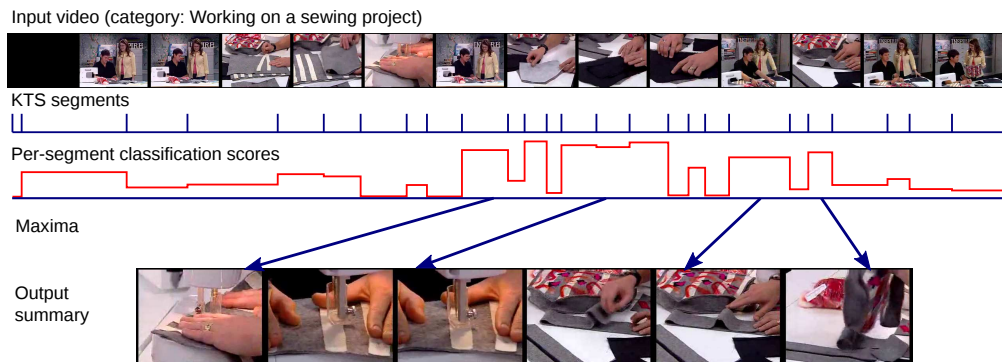 Input video (category: Working on a sewing project)
KTS segments
Per-segment classification scores
Maxima
Output
summary